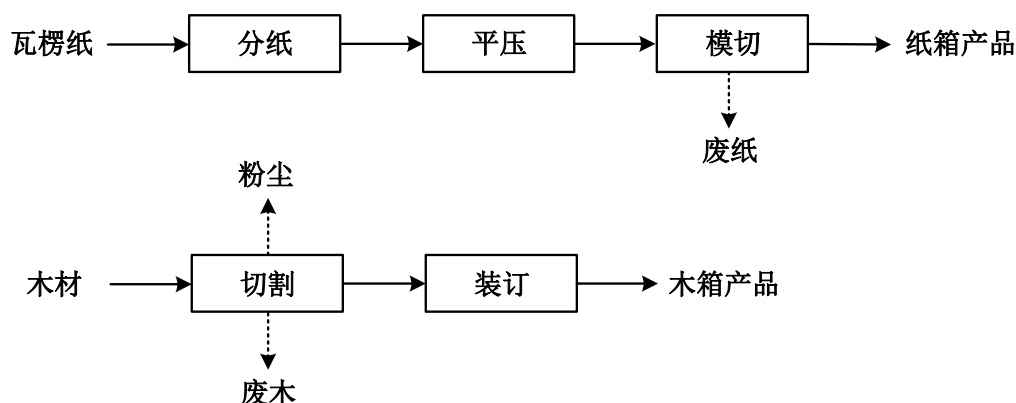 瓦楞纸 分纸 平压 模切 纸箱产品
废纸
粉尘
木材 切割 装订 木箱产品
废木